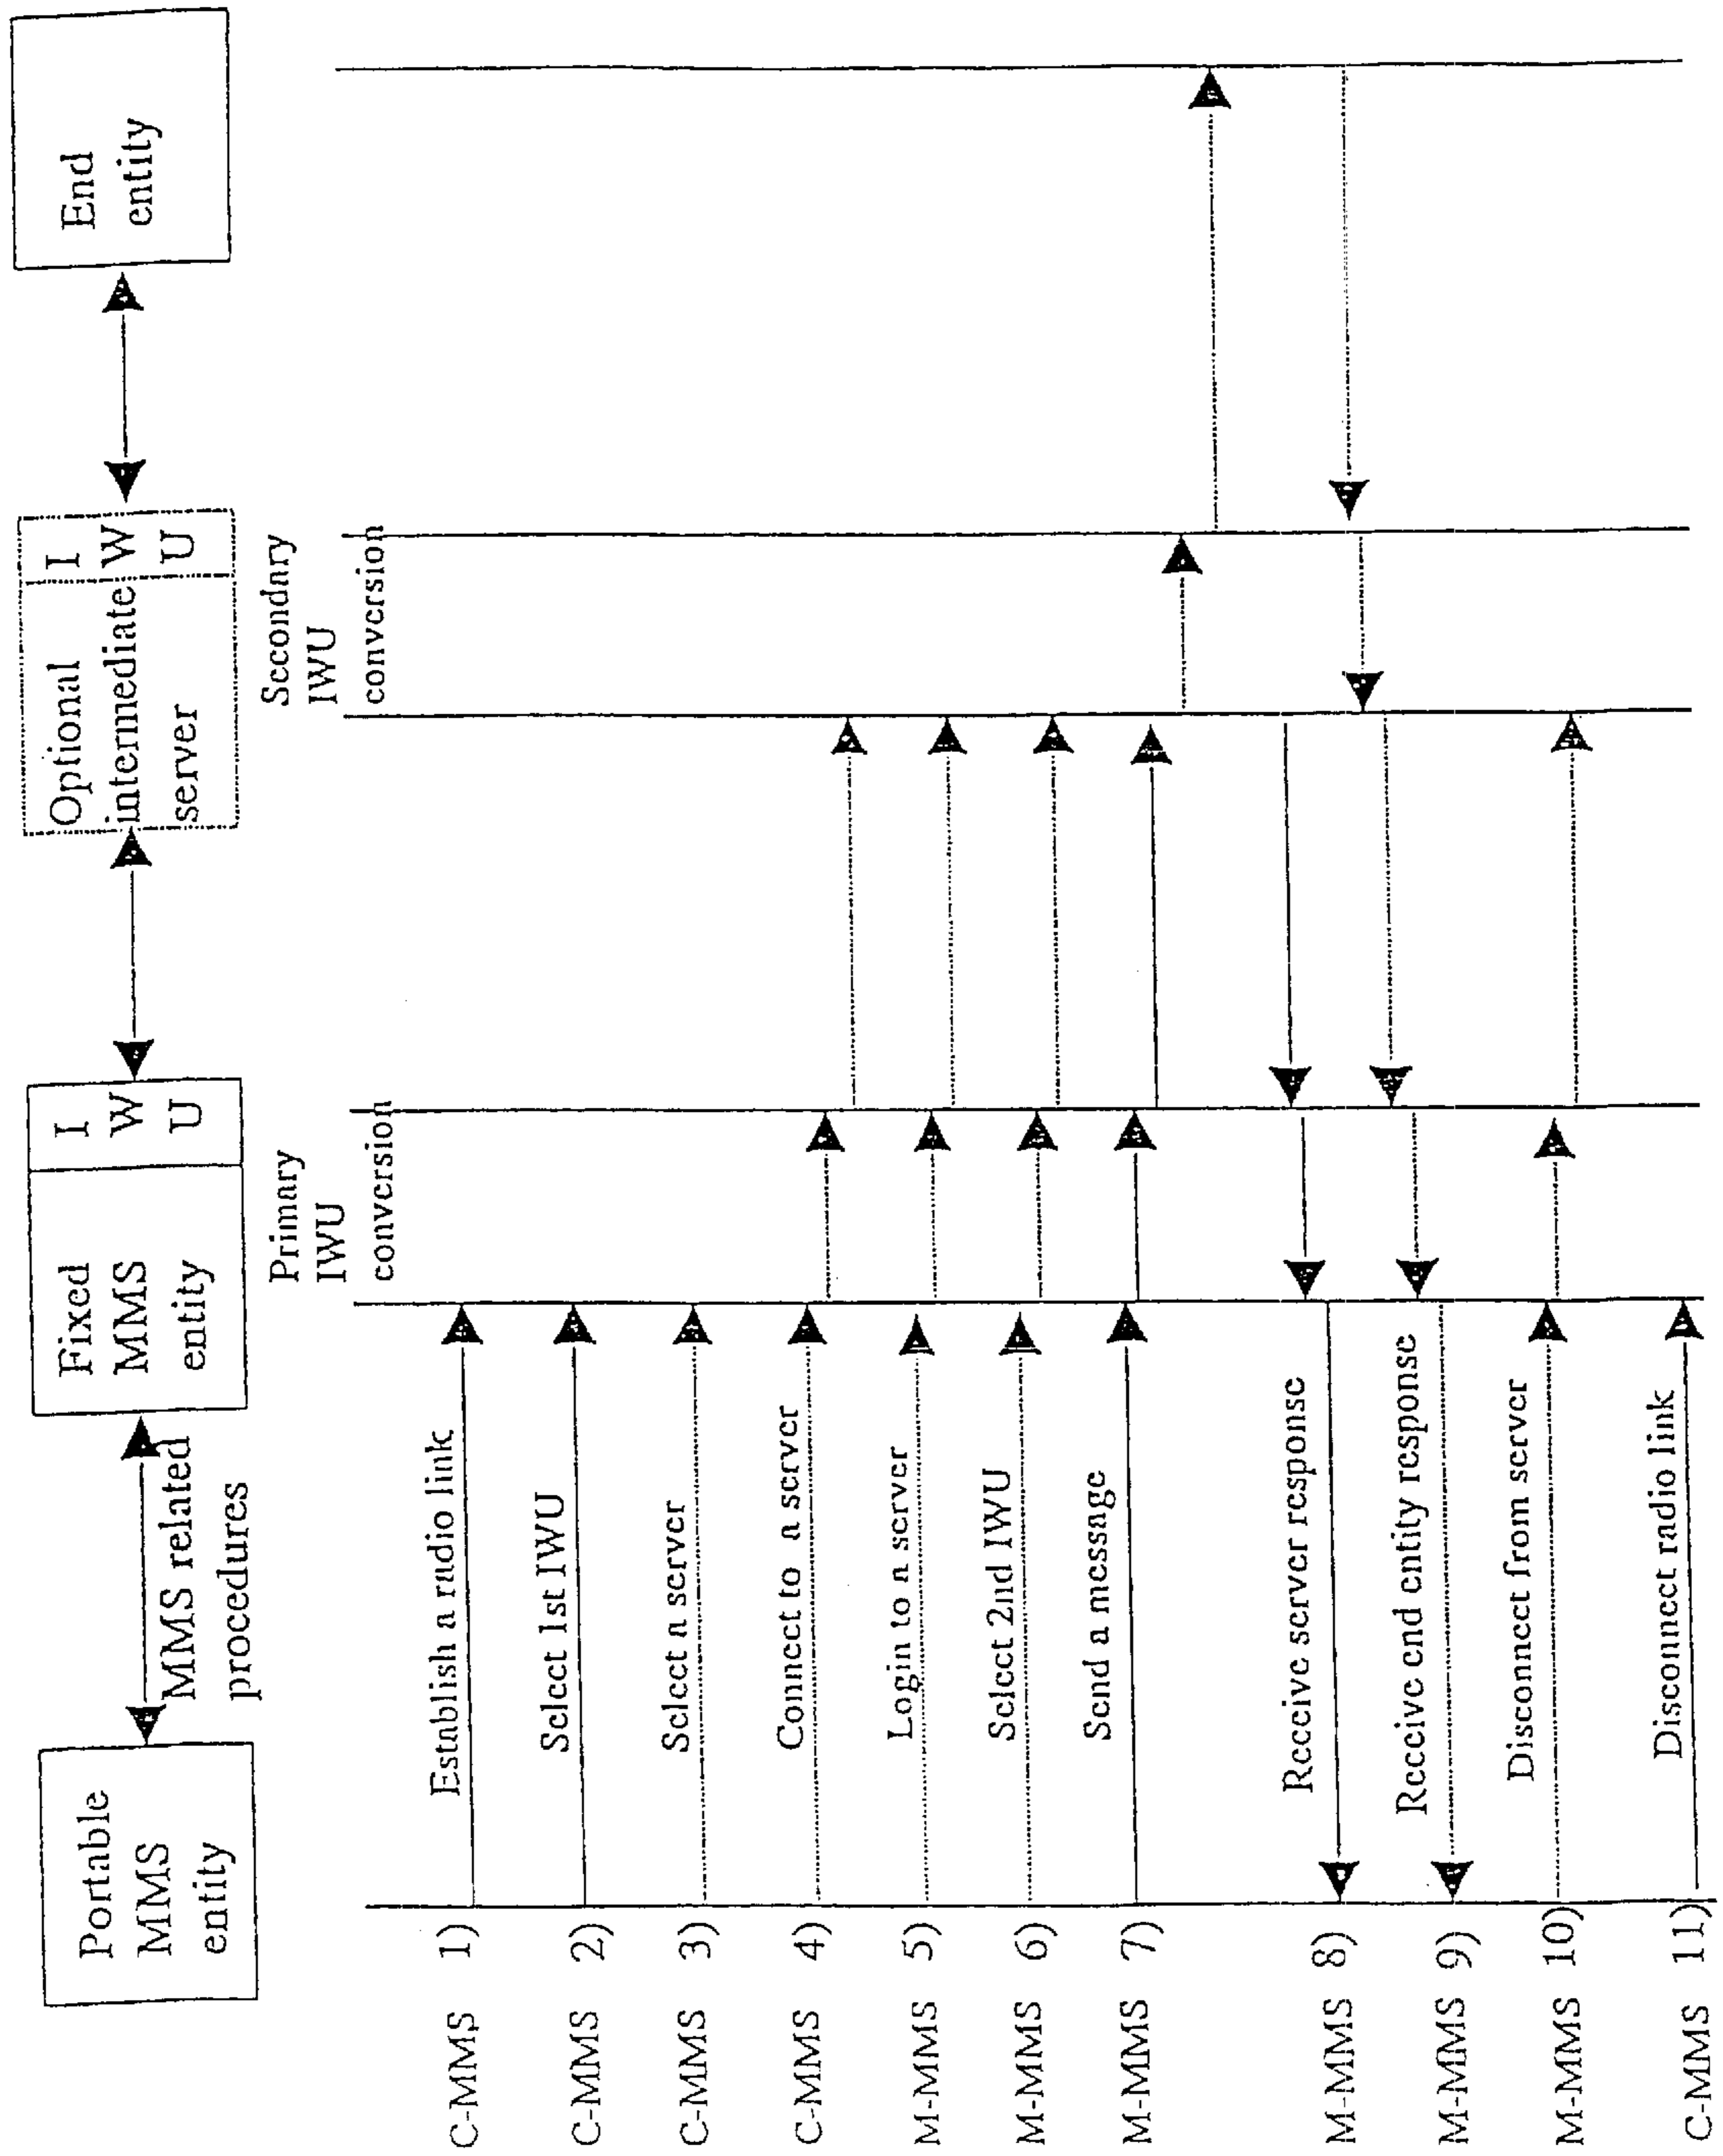 Portable
MMS
entity
MMS related
procedures
Fixed
MMS
entity
I
W
U
Optional
intermediate
server
I
W
U
End
entity
Primary
IWU
conversion
Secondary
IWU
conversion
C-MMS 1) Establish a radio link
C-MMS 2) Select 1st IWU
C-MMS 3) Select a server
C-MMS 4) Connect to a server
M-MMS 5) Login to a server
M-MMS 6) Select 2nd IWU
M-MMS 7) Send a message
M-MMS 8) Receive server response
M-MMS 9) Receive end entity response
M-MMS 10) Disconnect from server
C-MMS 11) Disconnect radio link